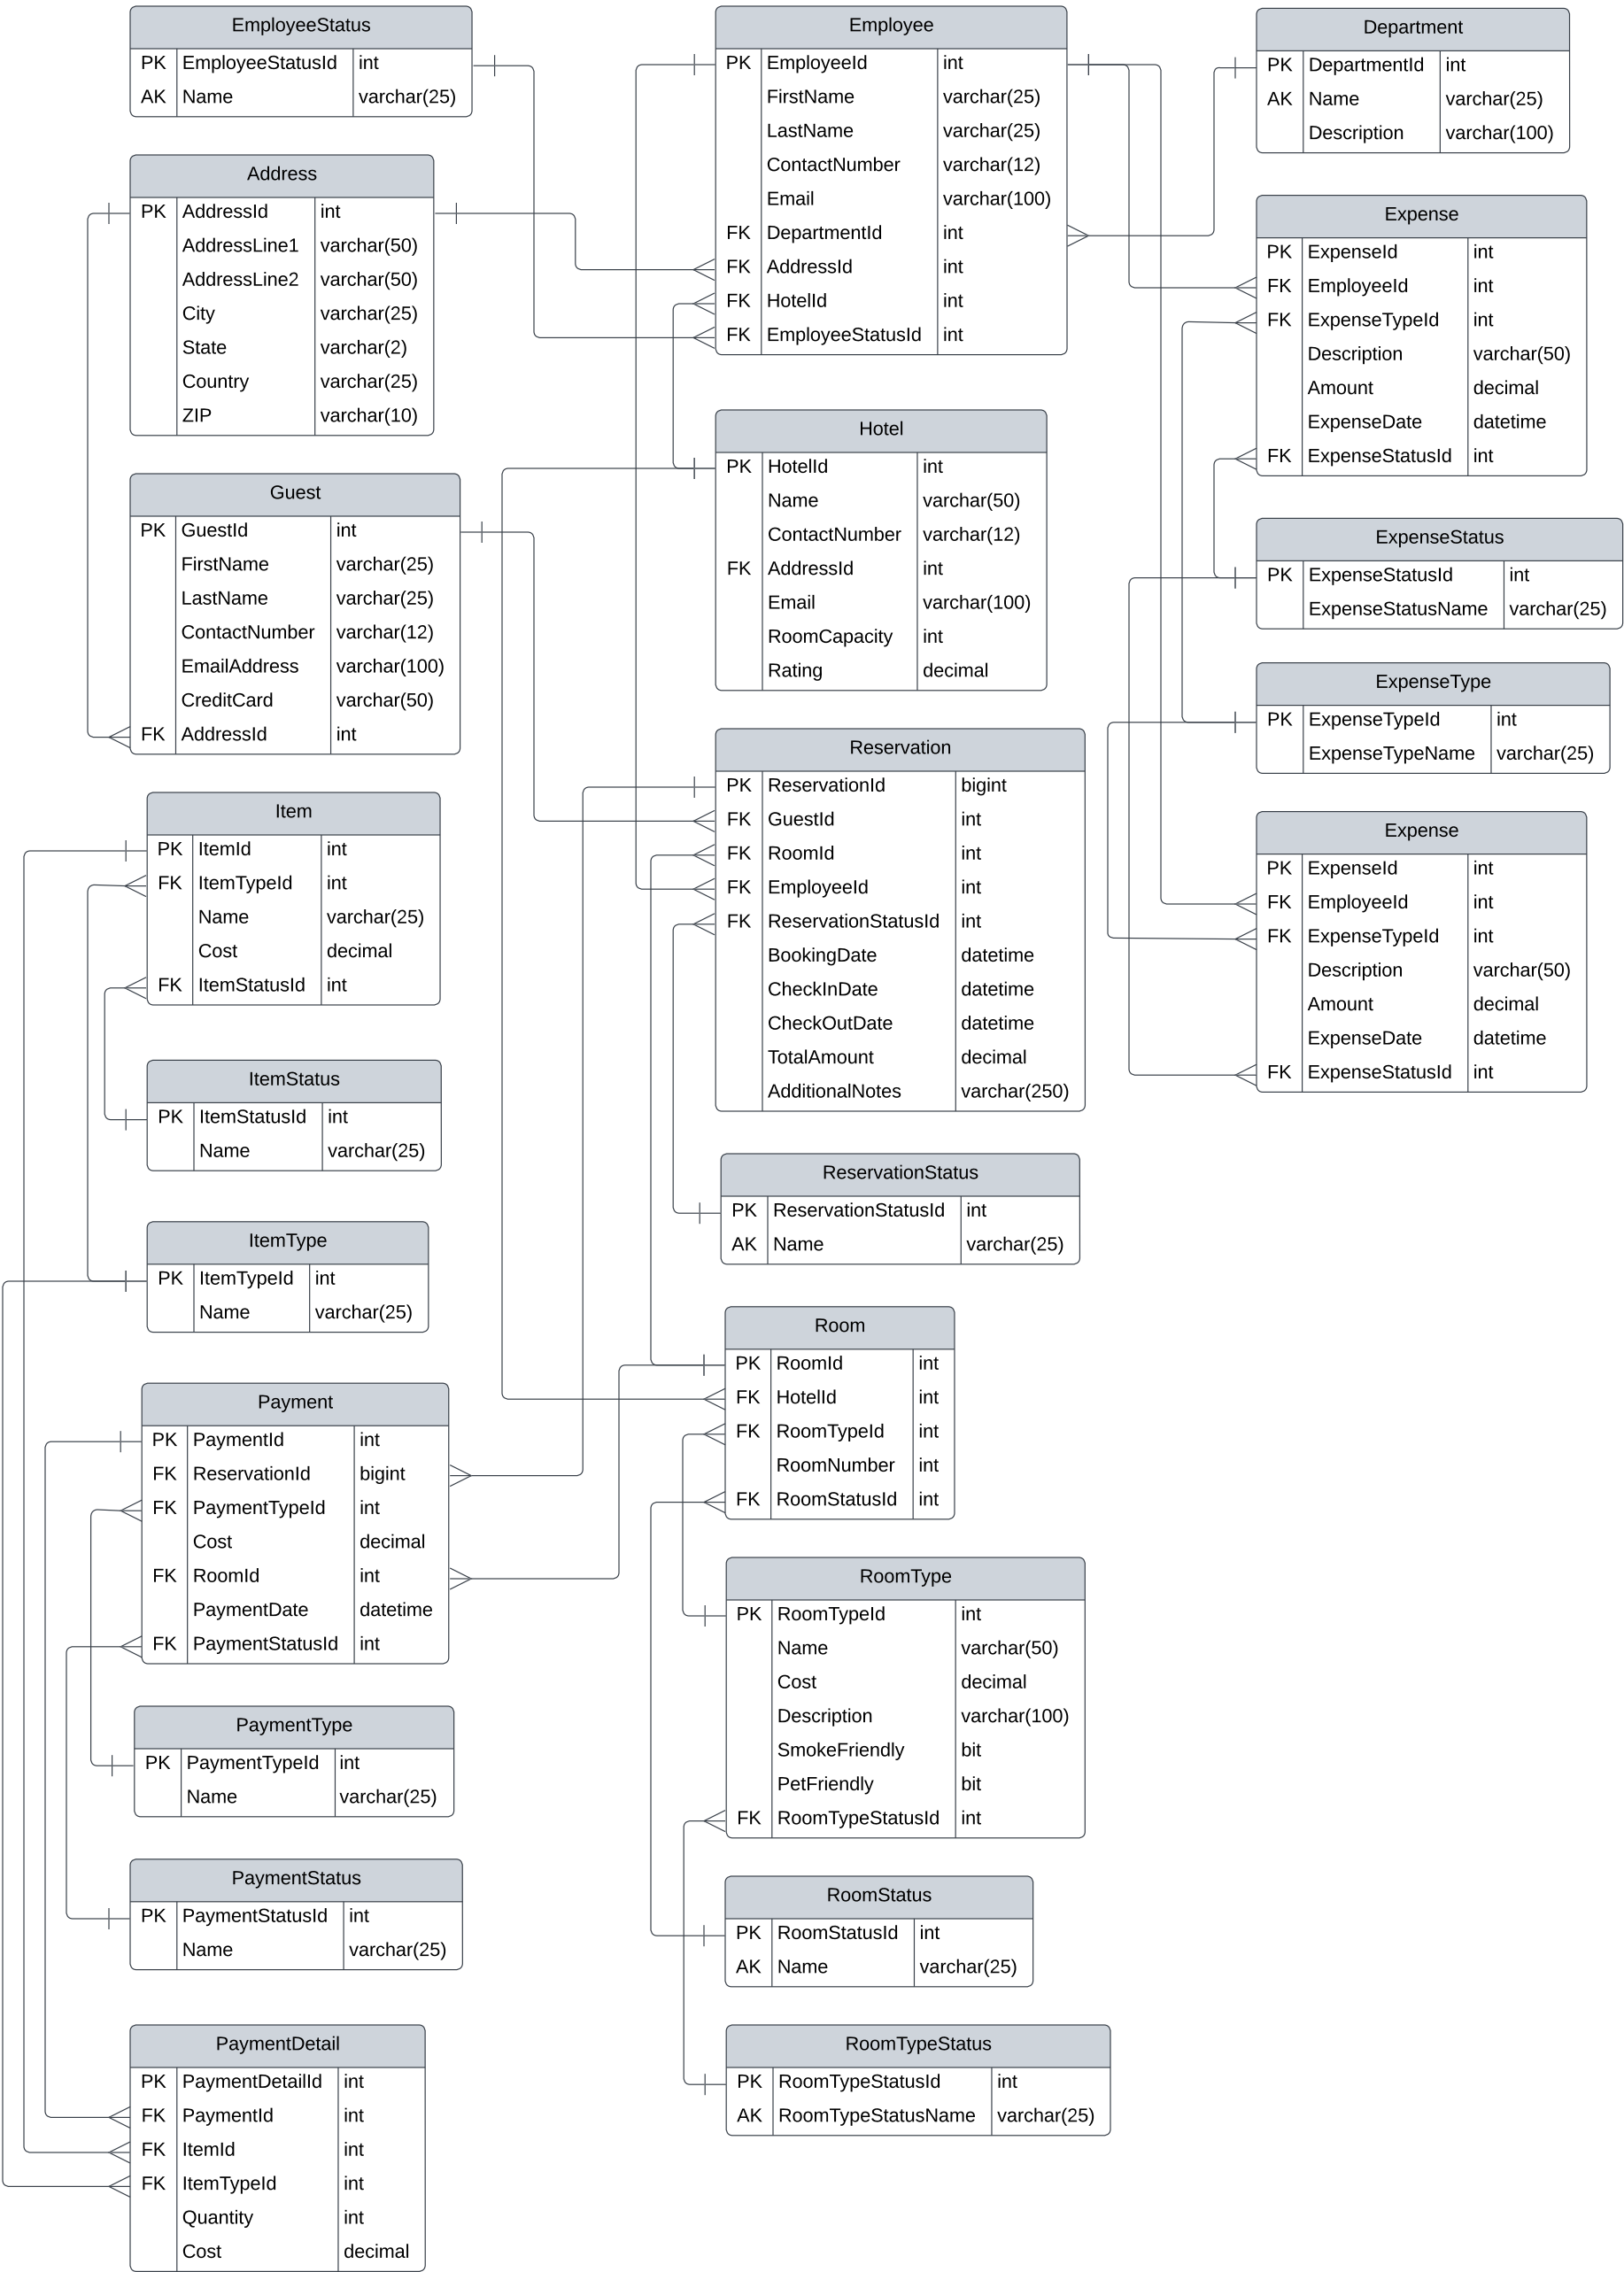 EmployeeStatus
PK EmployeeStatusId int
AK Name varchar(25)
Address
PK AddressId int
AddressLine1 varchar(50)
AddressLine2 varchar(50)
City varchar(25)
State varchar(2)
Country varchar(25)
ZIP varchar(10)
Guest
PK GuestId int
FirstName varchar(25)
LastName varchar(25)
ContactNumber varchar(12)
EmailAddress varchar(100)
CreditCard varchar(50)
FK AddressId int
Item
PK ItemId int
FK ItemTypeId int
Name varchar(25)
Cost decimal
FK ItemStatusId int
ItemStatus
PK ItemStatusId int
Name varchar(25)
ItemType
PK ItemTypeId int
Name varchar(25)
Payment
PK PaymentId int
FK ReservationId bigint
FK PaymentTypeId int
Cost decimal
FK RoomId int
PaymentDate datetime
FK PaymentStatusId int
PaymentType
PK PaymentTypeId int
Name varchar(25)
PaymentStatus
PK PaymentStatusId int
Name varchar(25)
PaymentDetail
PK PaymentDetailId int
FK PaymentId int
FK ItemId int
FK ItemTypeId int
Quantity int
Cost decimal
Employee
PK EmployeeId int
FirstName varchar(25)
LastName varchar(25)
ContactNumber varchar(12)
Email varchar(100)
FK DepartmentId int
FK AddressId int
FK HotelId int
FK EmployeeStatusId int
Hotel
PK HotelId int
Name varchar(50)
ContactNumber varchar(12)
FK AddressId int
Email varchar(100)
RoomCapacity int
Rating decimal
Reservation
PK ReservationId bigint
FK GuestId int
FK RoomId int
FK EmployeeId int
FK ReservationStatusId int
BookingDate datetime
CheckInDate datetime
CheckOutDate datetime
TotalAmount decimal
AdditionalNotes varchar(250)
ReservationStatus
PK ReservationStatusId int
AK Name varchar(25)
Room
PK RoomId int
FK HotelId int
FK RoomTypeId int
RoomNumber int
FK RoomStatusId int
RoomType
PK RoomTypeId int
Name varchar(50)
Cost decimal
Description varchar(100)
SmokeFriendly bit
PetFriendly bit
FK RoomTypeStatusId int
RoomStatus
PK RoomStatusId int
AK Name varchar(25)
RoomTypeStatus
PK RoomTypeStatusId int
AK RoomTypeStatusName varchar(25)
Department
PK DepartmentId int
AK Name varchar(25)
Description varchar(100)
Expense
PK ExpenseId int
FK EmployeeId int
FK ExpenseTypeId int
Description varchar(50)
Amount decimal
ExpenseDate datetime
FK ExpenseStatusId int
ExpenseStatus
PK ExpenseStatusId int
ExpenseStatusName varchar(25)
ExpenseType
PK ExpenseTypeId int
ExpenseTypeName varchar(25)
Expense
PK ExpenseId int
FK EmployeeId int
FK ExpenseTypeId int
Description varchar(50)
Amount decimal
ExpenseDate datetime
FK ExpenseStatusId int